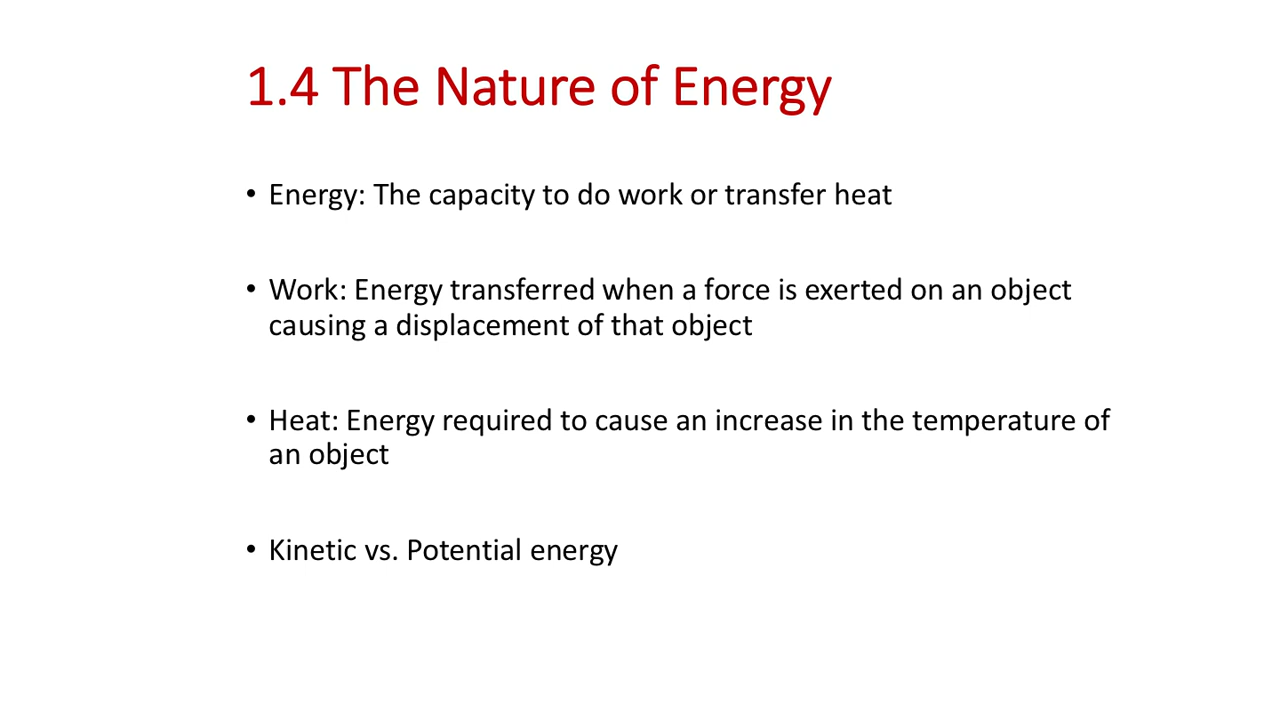 1.4 The Nature of Energy
• Energy: The capacity to do work or transfer heat
• Work: Energy transferred when a force is exerted on an object
causing a displacement of that object
• Heat: Energy required to cause an increase in the temperature of
an object
• Kinetic vs. Potential energy